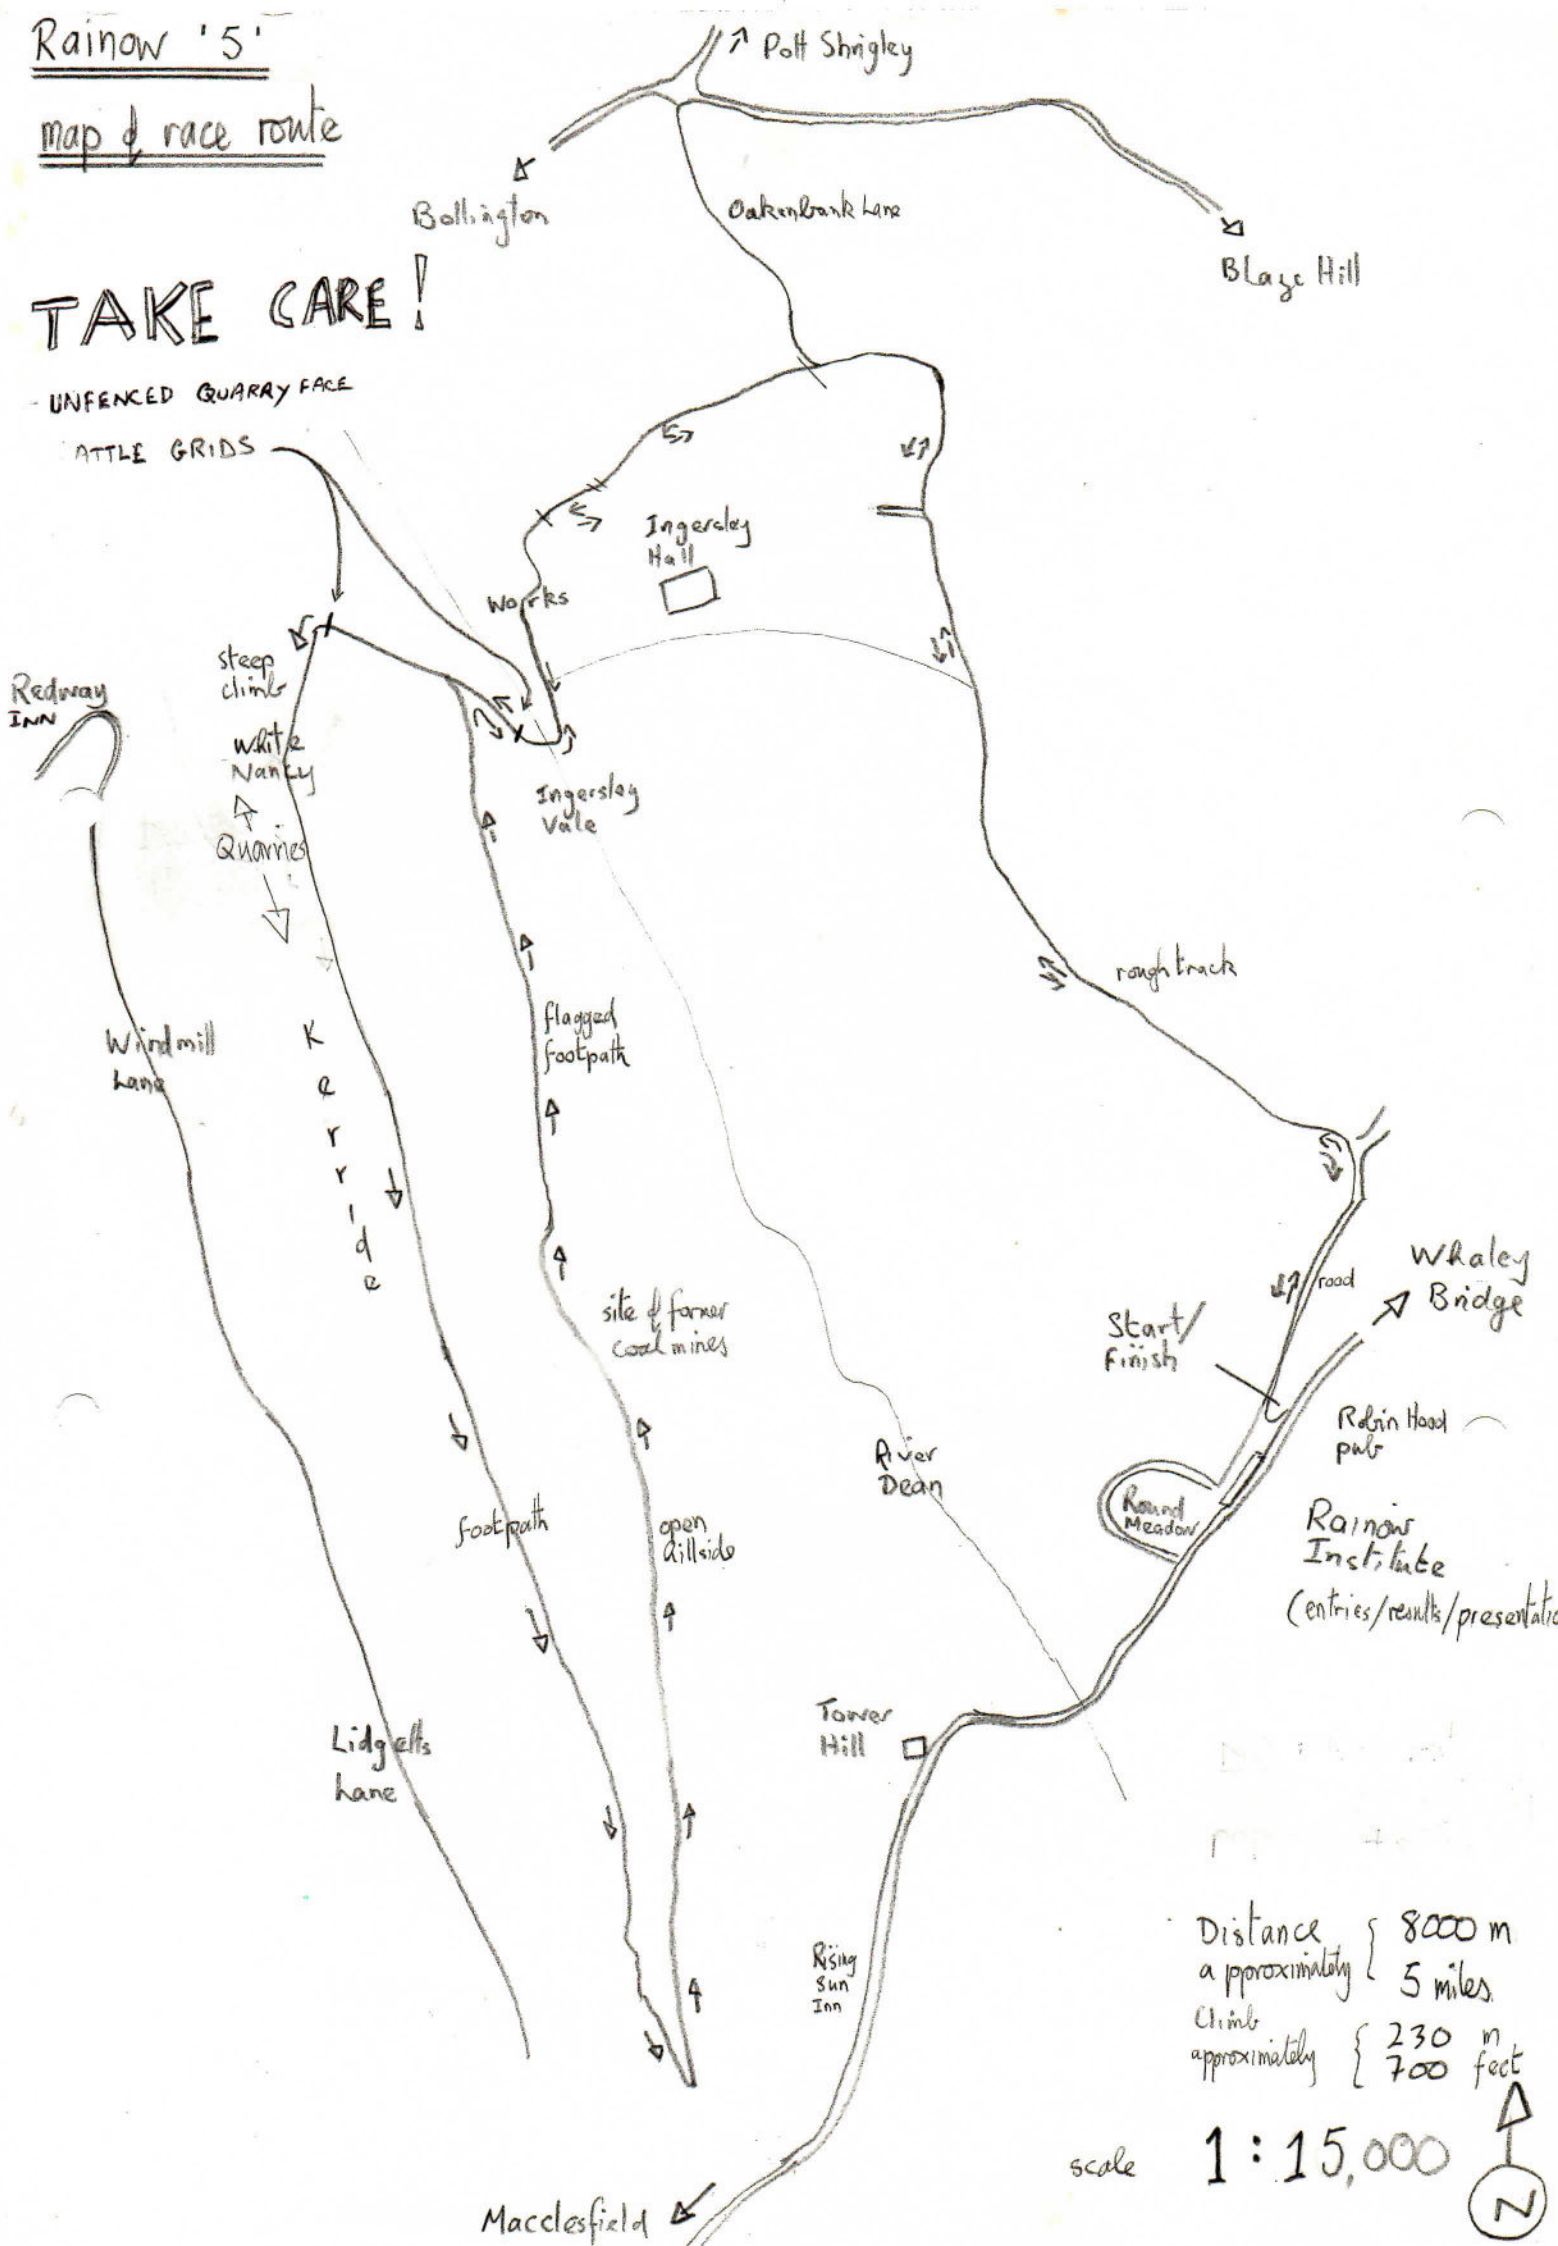 Rainow '5'
map & race route
Pott Shrigley
Bollington
Oakenbank Lane
Blaze Hill
TAKE CARE!
UNFENCED QUARRY FACE
ATTLE GRIDS
Ingersley
Hall
Works
steep
climb
Redway
INN
White
Nancy
Quarries
Ingersley
Vale
Windmill
Lane
Kerridge
flagged
footpath
rough track
site of former
coal mines
road
Whaley
Bridge
Start/
Finish
Robin Hood
pub
River
Dean
Round
Meadow
Rainow
Institute
(entries/results/presentatio
footpath
open
hillside
Tower
Hill
Lidgetts
Lane
Rising
Sun
Inn
Distance
approximately
8000 m
5 miles
Climb
approximately
230 m
700 feet
scale 1:15,000
N
Macclesfield